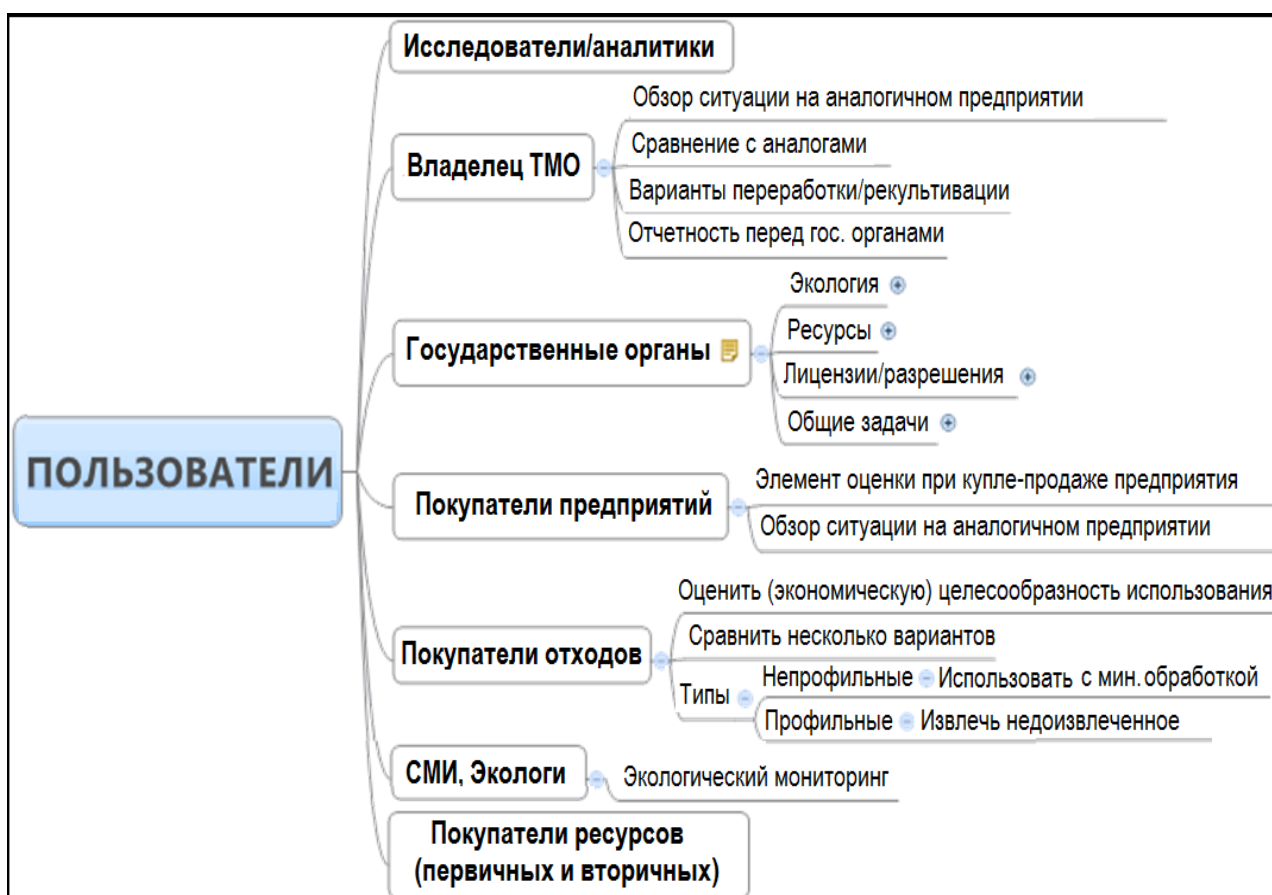 Исследователи/аналитики
Владелец ТМО
Обзор ситуации на аналогичном предприятии
Сравнение с аналогами
Варианты переработки/рекультивации
Отчетность перед гос. органами
Государственные органы
Экология
Ресурсы
Лицензии/разрешения
Общие задачи
ПОЛЬЗОВАТЕЛИ
Покупатели предприятий
Элемент оценки при купле-продаже предприятия
Обзор ситуации на аналогичном предприятии
Покупатели отходов
Оценить (экономическую) целесообразность использования
Сравнить несколько вариантов
Типы
Непрофильные
Использовать с мин. обработкой
Профильные
Извлечь недоизвлеченное
СМИ, Экологи
Экологический мониторинг
Покупатели ресурсов
(первичных и вторичных)